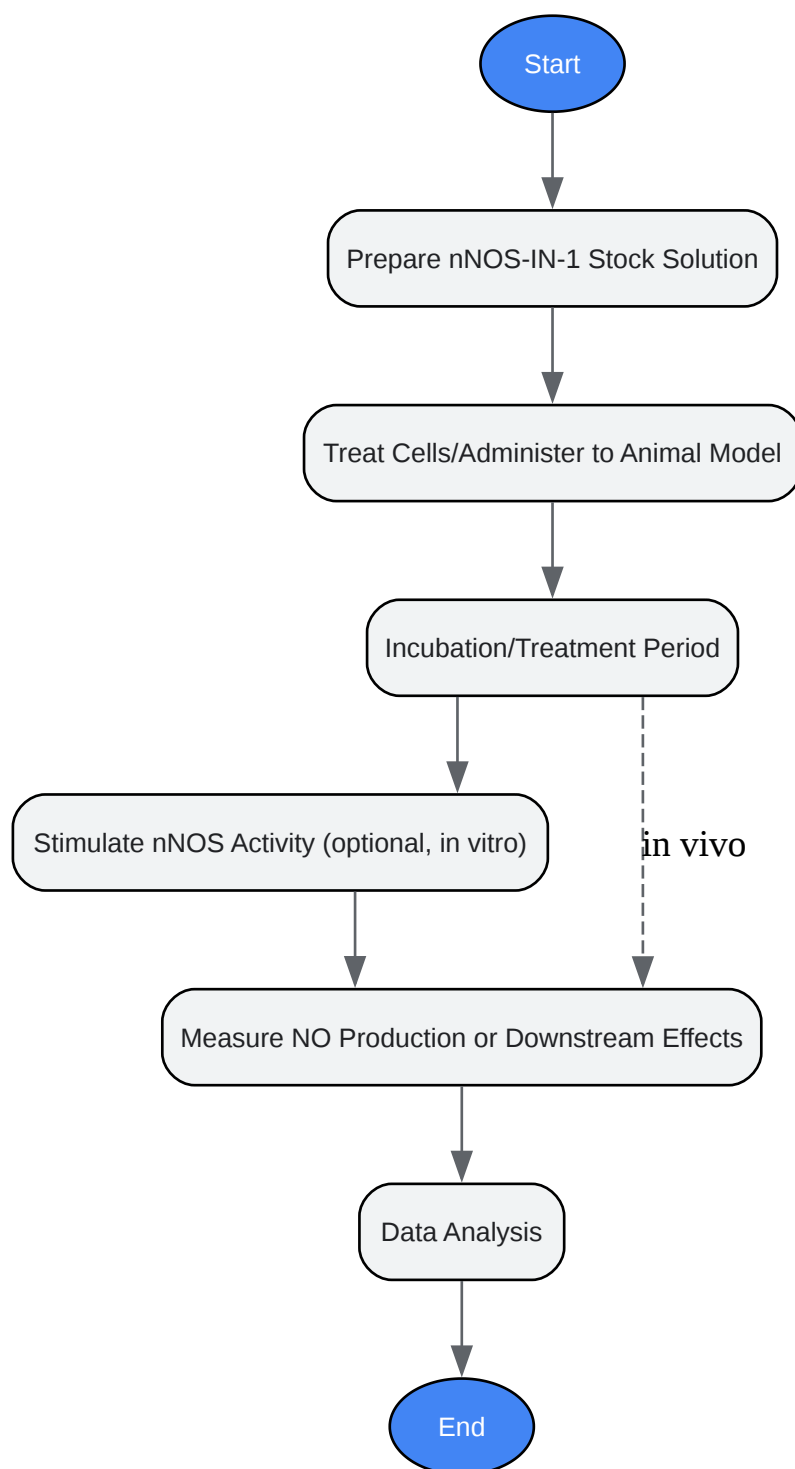 Start
Prepare nNOS-IN-1 Stock Solution
Treat Cells/Administer to Animal Model
Incubation/Treatment Period
Stimulate nNOS Activity (optional, in vitro)
in vivo
Measure NO Production or Downstream Effects
Data Analysis
End